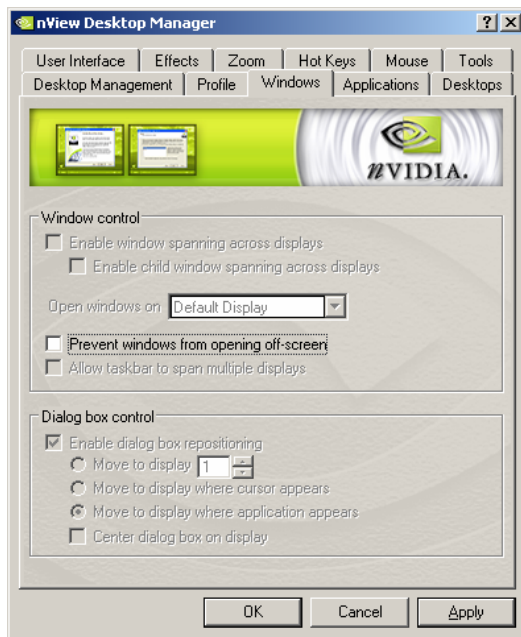 nView Desktop Manager
User Interface Effects Zoom Hot Keys Mouse Tools
Desktop Management Profile Windows Applications Desktops
nVIDIA.
Window control
Enable window spanning across displays
Enable child window spanning across displays
Open windows on Default Display
Prevent windows from opening off-screen
Allow taskbar to span multiple displays
Dialog box control
Enable dialog box repositioning
Move to display 1
Move to display where cursor appears
Move to display where application appears
Center dialog box on display
OK Cancel Apply